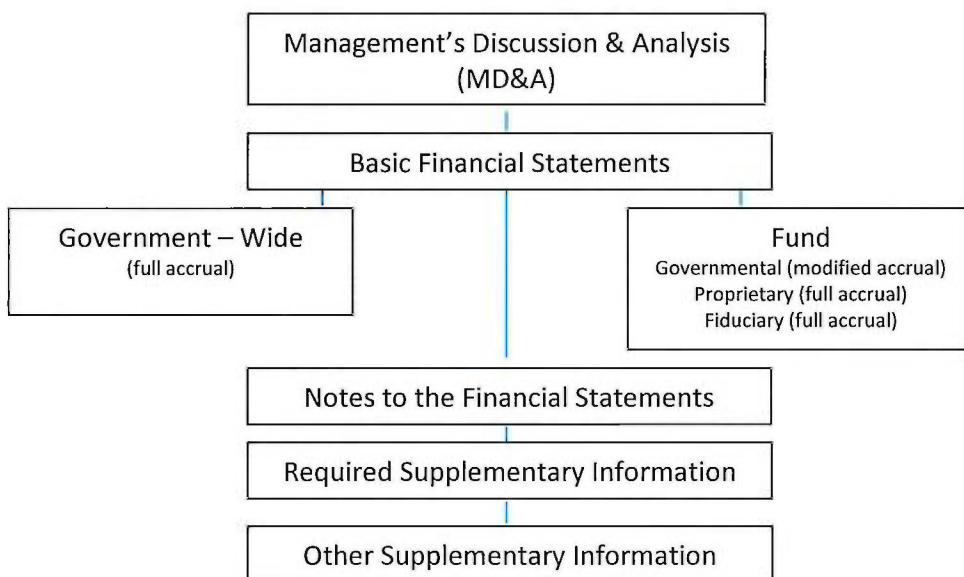 Management’s Discussion & Analysis
(MD&A)
Basic Financial Statements
Government – Wide
(full accrual)
Fund
Governmental (modified accrual)
Proprietary (full accrual)
Fiduciary (full accrual)
Notes to the Financial Statements
Required Supplementary Information
Other Supplementary Information